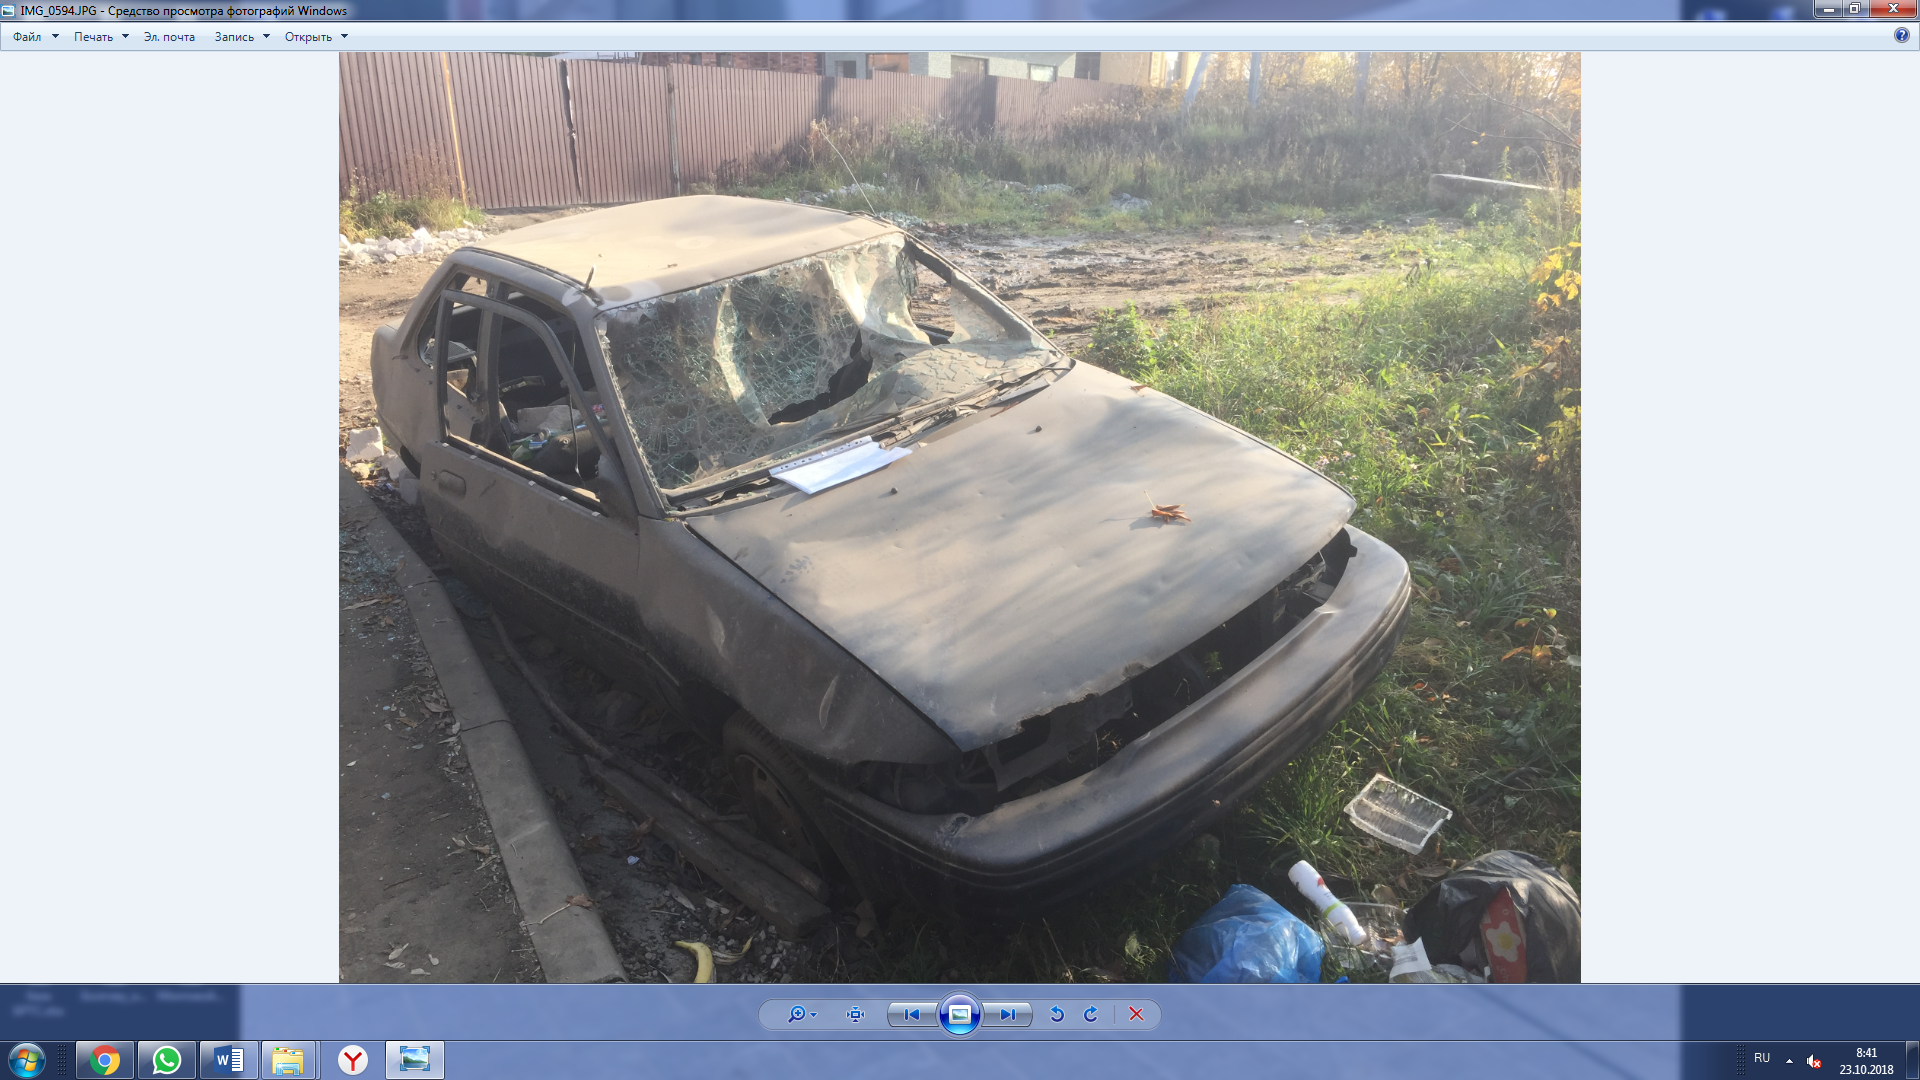 IMG_0594.JPG - Средство просмотра фотографий Windows
Файл Печать Эл. почта Запись Открыть
RU
8:41
23.10.2018